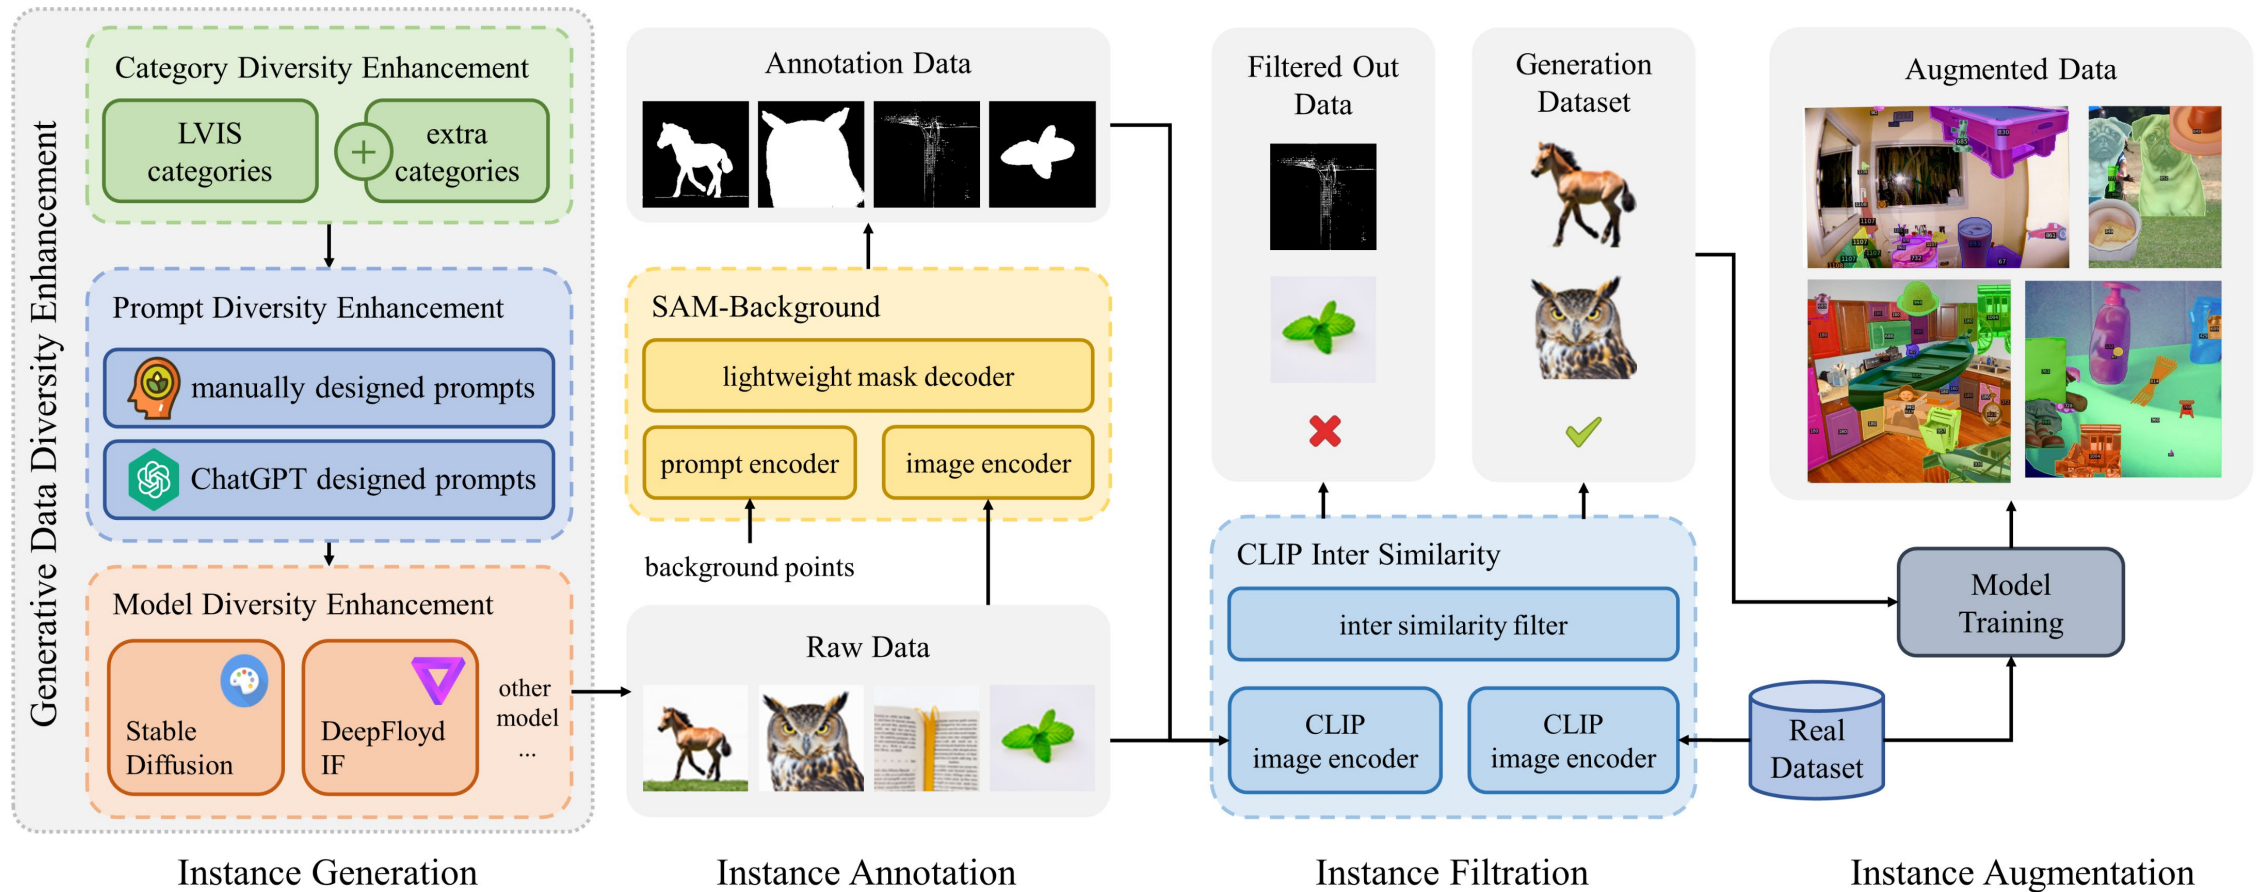 Generative Data Diversity Enhancement
Category Diversity Enhancement
LVIS
categories
+
extra
categories
Prompt Diversity Enhancement
manually designed prompts
ChatGPT designed prompts
Model Diversity Enhancement
Stable
Diffusion
DeepFloyd
IF
other
model
...
Instance Generation
Annotation Data
SAM-Background
lightweight mask decoder
prompt encoder
image encoder
background points
Raw Data
Instance Annotation
Filtered Out
Data
Generation
Dataset
CLIP Inter Similarity
inter similarity filter
CLIP
image encoder
CLIP
image encoder
Instance Filtration
Augmented Data
Model
Training
Real
Dataset
Instance Augmentation